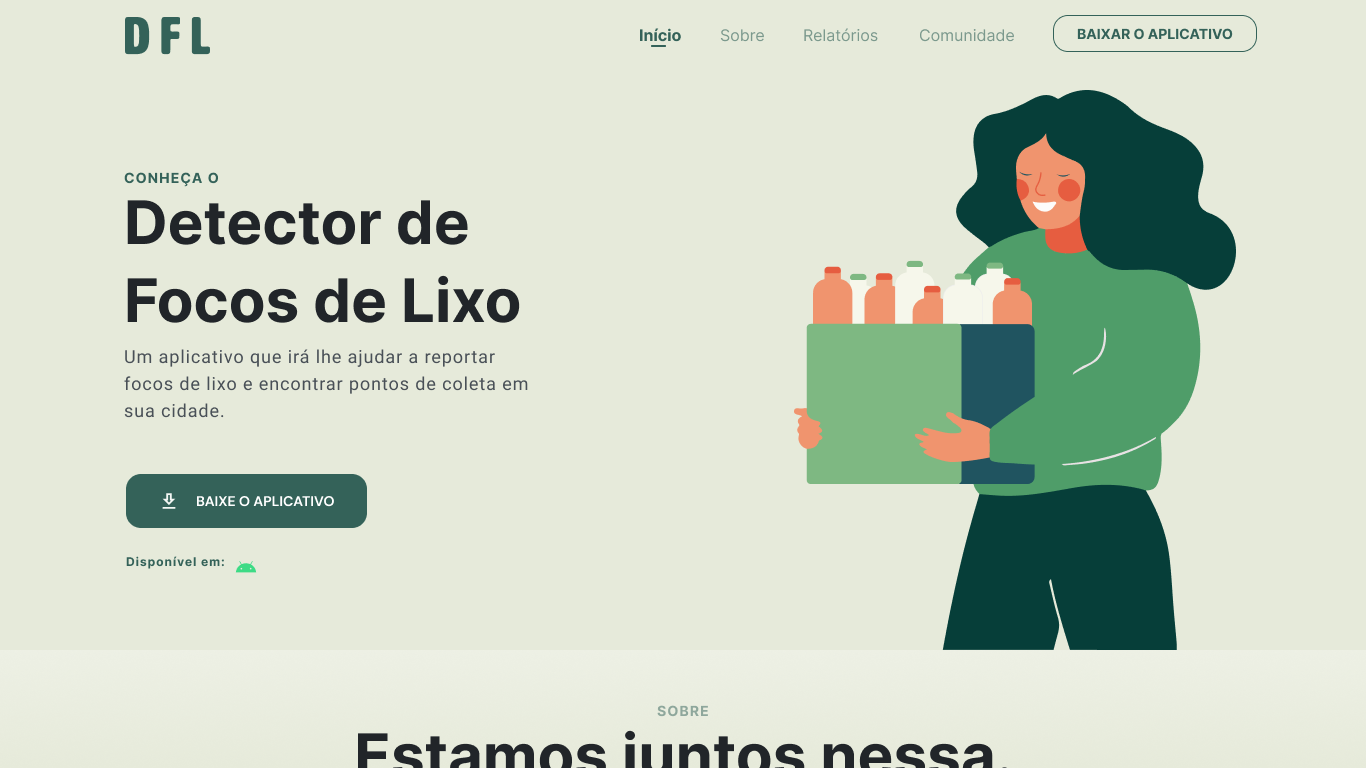 DFL
Início
Sobre
Relatórios
Comunidade
BAIXAR O APLICATIVO
CONHEÇA O
Detector de
Focos de Lixo
Um aplicativo que irá lhe ajudar a reportar
focos de lixo e encontrar pontos de coleta em
sua cidade.
BAIXE O APLICATIVO
Disponível em:
SOBRE
Estamos juntos nessa.